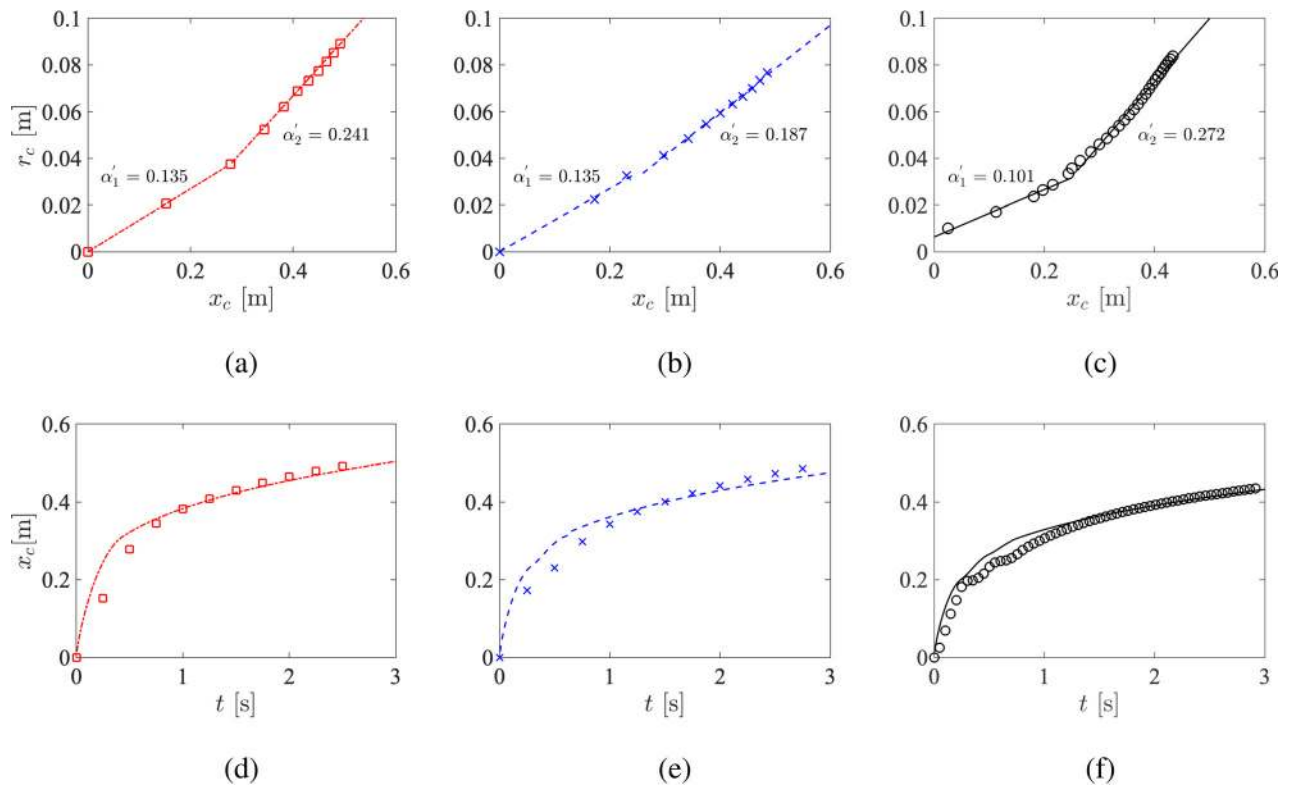 0.1
0.08
0.06
0.04
0.02
0
r_c [m]
α'_1 = 0.135
α'_2 = 0.241
0 0.2 0.4 0.6
x_c [m]
(a)
0.1
0.08
0.06
0.04
0.02
0
α'_1 = 0.135
α'_2 = 0.187
0 0.2 0.4 0.6
x_c [m]
(b)
0.1
0.08
0.06
0.04
0.02
0
α'_1 = 0.101
α'_2 = 0.272
0 0.2 0.4 0.6
x_c [m]
(c)
0.6
0.4
0.2
0
x_c[m]
0 1 2 3
t [s]
(d)
0.6
0.4
0.2
0
0 1 2 3
t [s]
(e)
0.6
0.4
0.2
0
0 1 2 3
t [s]
(f)